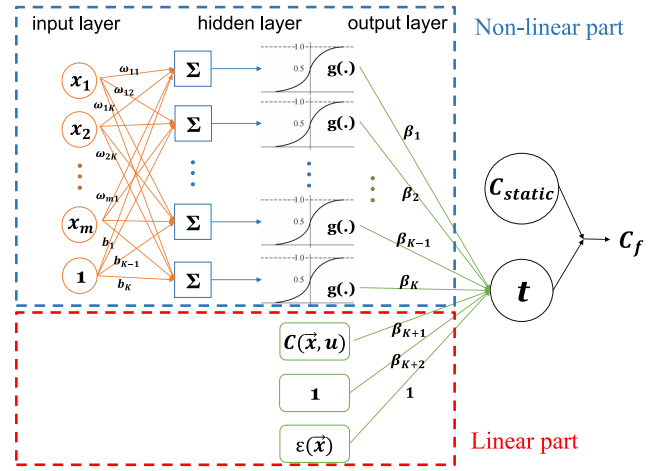 input layer hidden layer output layer
Non-linear part
x₁
x₂
xₘ
1
ω₁₁
ω₁₂
ω₁K
ω₂K
ωₘ₁
b₁
bK₋₁
bK
Σ
Σ
Σ
Σ
1.0
0.5
g(.)
1.0
0.5
g(.)
1.0
0.5
g(.)
1.0
0.5
g(.)
β₁
β₂
βK₋₁
βK
C_static
t
C_f
C(x⃗, u)
1
ε(x⃗)
βK₊₁
βK₊₂
1
Linear part